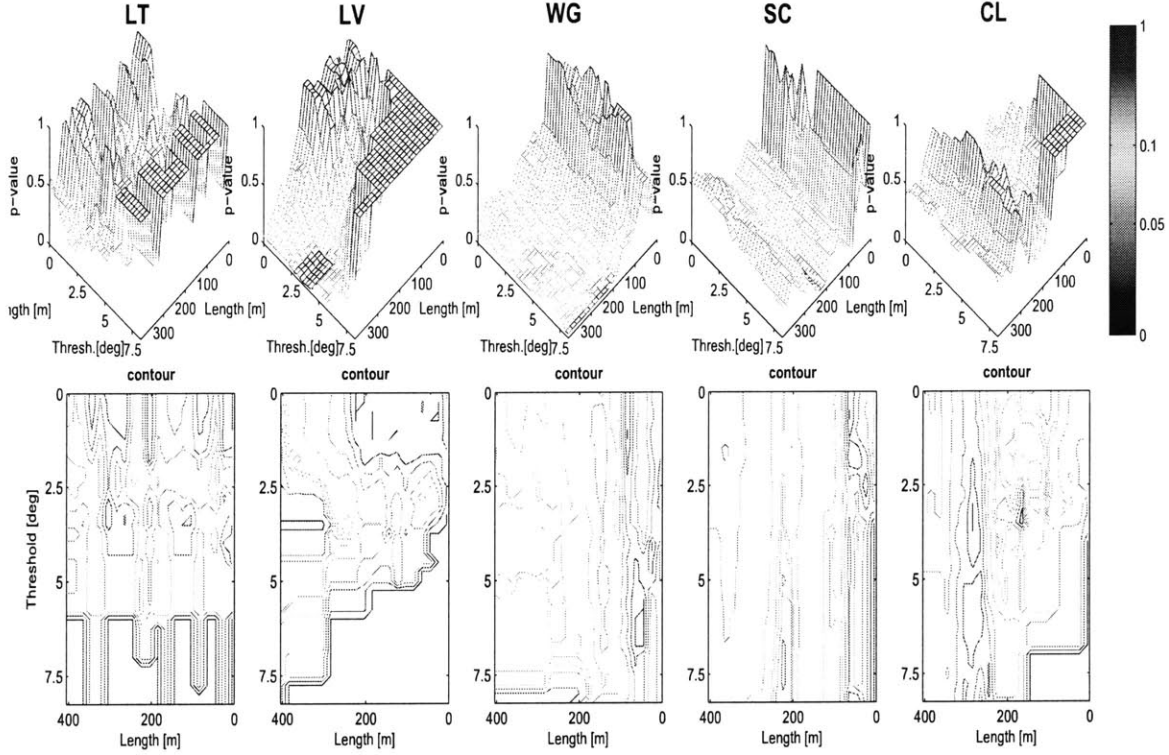 LT LV WG SC CL
1
0.1
0.05
0
p-value
1
0.5
0
p-value
1
0.5
0
p-value
1
0.5
0
p-value
1
0.5
0
p-value
1
0.5
0
0 2.5 5 7.5
0 100 200 300
ngth [m]
Thresh.[deg]
Length [m]
0 2.5 5 7.5
0 100 200 300
Thresh.[deg]
Length [m]
0 2.5 5 7.5
0 100 200 300
Thresh.[deg]
Length [m]
0 2.5 5 7.5
0 100 200 300
Thresh.[deg]
Length [m]
0 2.5 5 7.5
0 100 200 300
contour contour contour contour contour
Threshold [deg]
0 0 0 0 0
2.5 2.5 2.5 2.5 2.5
5 5 5 5 5
7.5 7.5 7.5 7.5 7.5
400 200 0 400 200 0 400 200 0 400 200 0 400 200 0
Length [m] Length [m] Length [m] Length [m] Length [m]